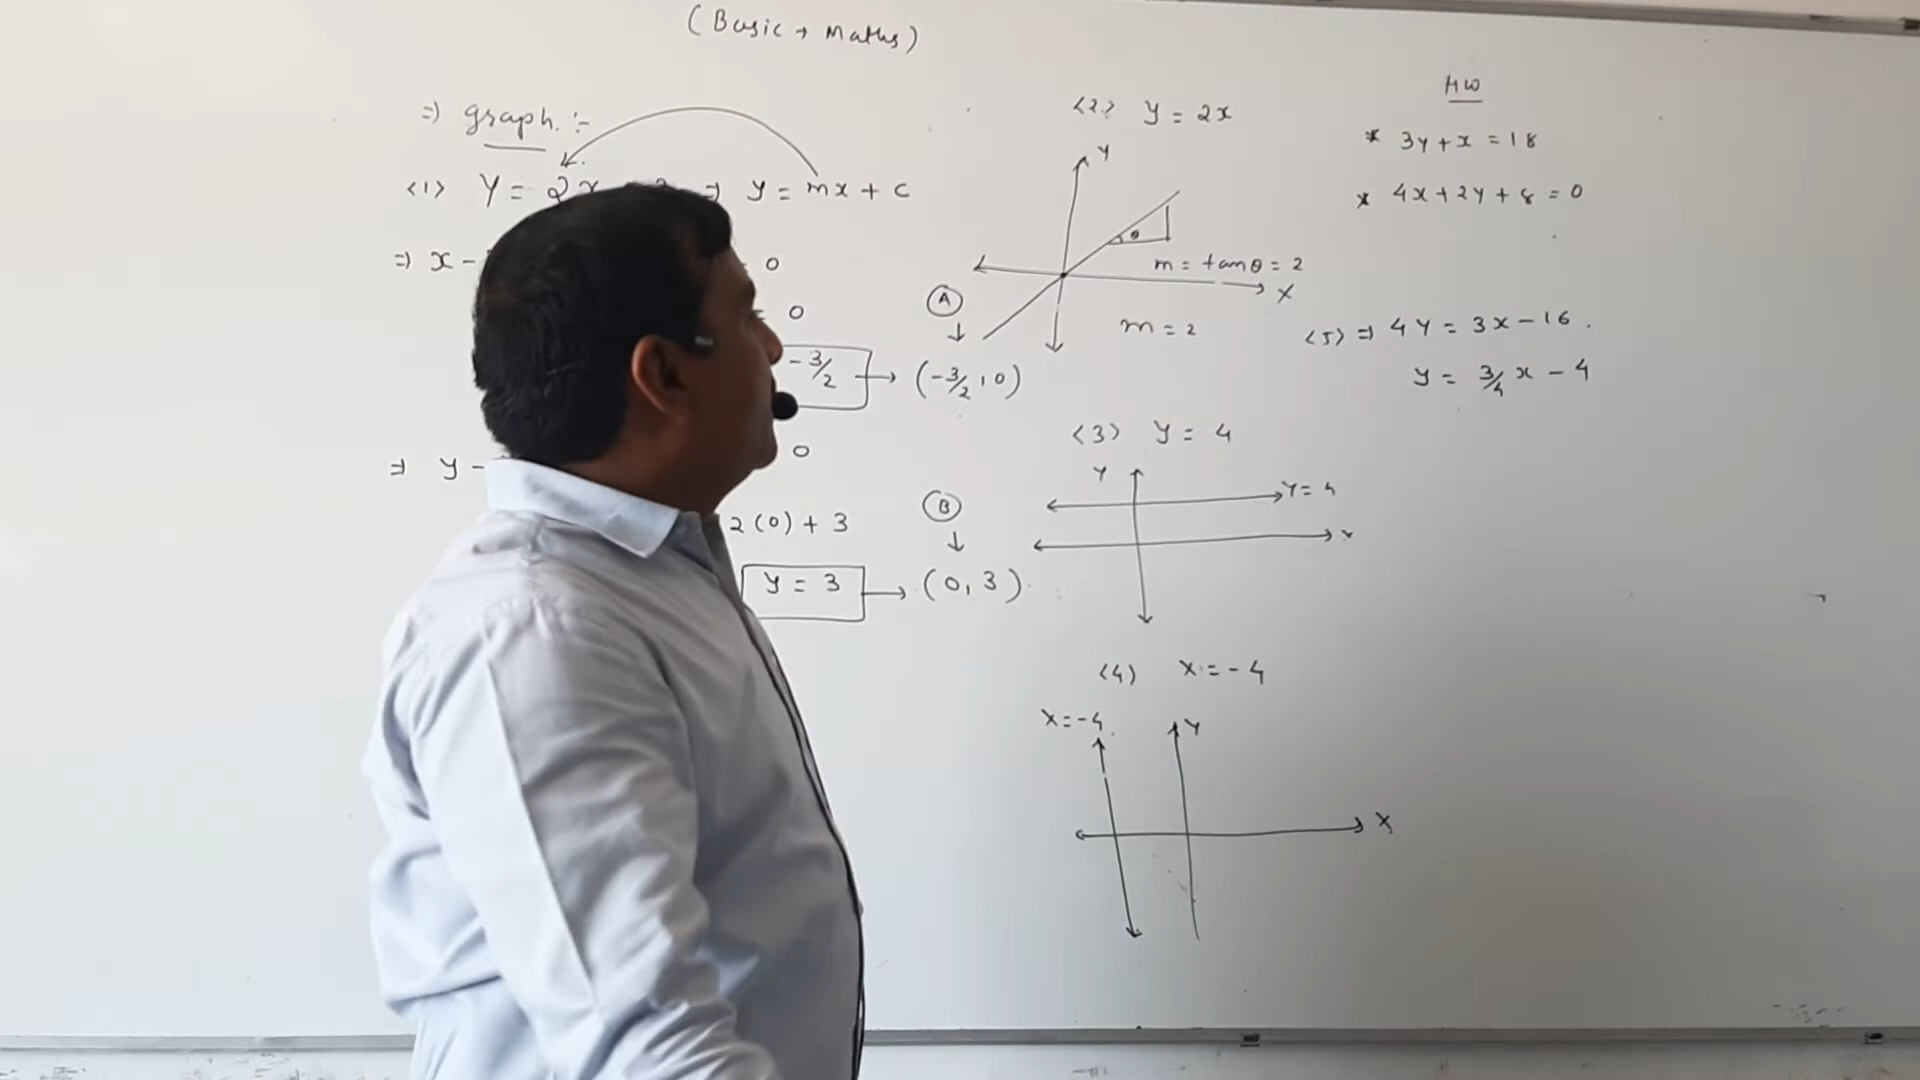 (Basic → Maths)
⇒ graph :-
<1> Y = 2x ⇒ y = mx + c
⇒ x - 0
0
- 3/2 → (-3/2, 0)
A
↓
⇒ y - 0
2(0) + 3
y = 3 → (0, 3)
B
↓
<2> y = 2x
Y
θ
m = tanθ = 2
X
m = 2
<3> y = 4
Y
Y = 4
x
<4) x = - 4
X = -4
Y
X
HW
* 3y + x = 18
* 4x + 2y + 8 = 0
<5> ⇒ 4y = 3x - 16.
y = 3/4 x - 4